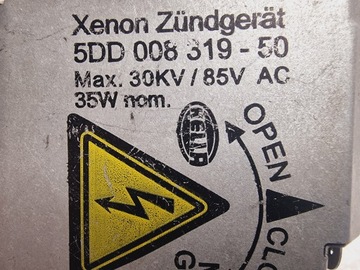 Xenon Zündgerät
5DD 008 319 - 50
Max. 30KV / 85V AC
35W nom.
HELLA
OPEN